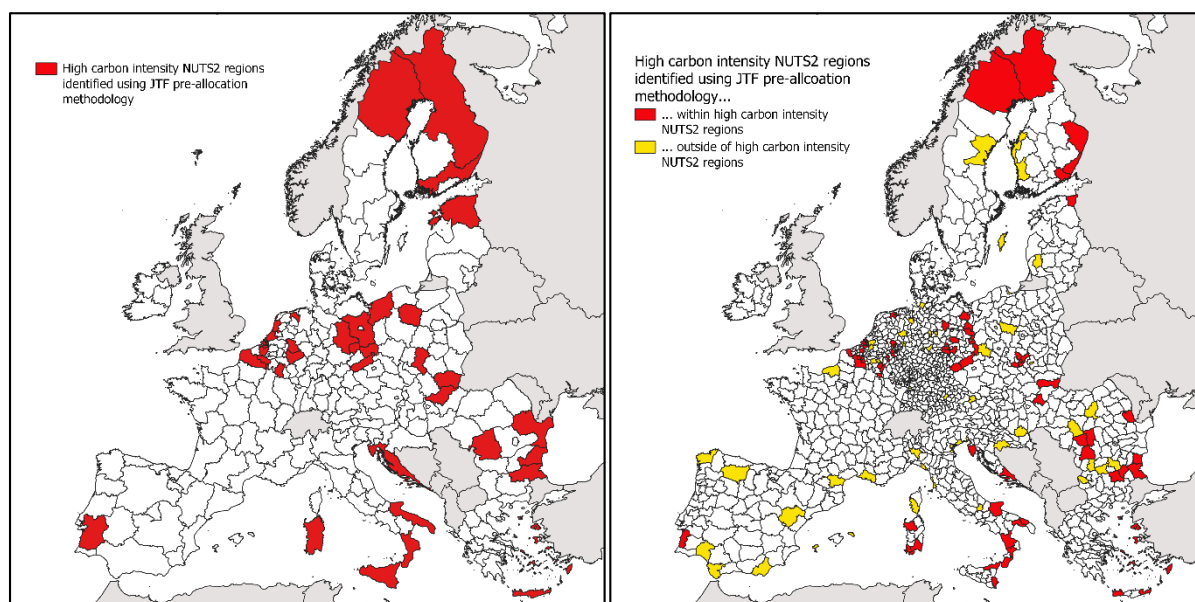 High carbon intensity NUTS2 regions
identified using JTF pre-allocation
methodology
High carbon intensity NUTS2 regions
identified using JTF pre-allcoation
methodology...
... within high carbon intensity
NUTS2 regions
... outside of high carbon intensity
NUTS2 regions